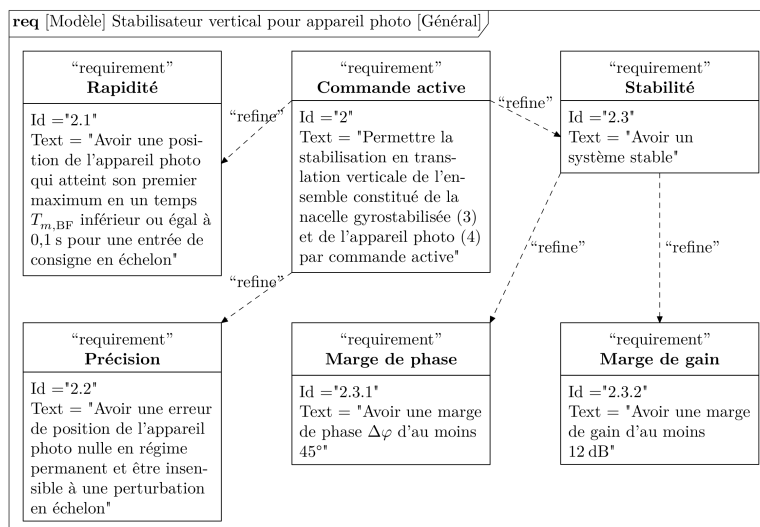 req [Modèle] Stabilisateur vertical pour appareil photo [Général]
“requirement”
Rapidité
Id ="2.1"
Text = "Avoir une posi-
tion de l'appareil photo
qui atteint son premier
maximum en un temps
T_{m,BF} inférieur ou égal à
0,1 s pour une entrée de
consigne en échelon"
“refine”
“requirement”
Commande active
Id ="2"
Text = "Permettre la
stabilisation en trans-
lation verticale de l'en-
semble constitué de la
nacelle gyrostabilisée (3)
et de l'appareil photo (4)
par commande active"
“refine”
“requirement”
Stabilité
Id ="2.3"
Text = "Avoir un
système stable"
“refine”
“refine”
“refine”
“requirement”
Précision
Id ="2.2"
Text = "Avoir une erreur
de position de l'appareil
photo nulle en régime
permanent et être insen-
sible à une perturbation
en échelon"
“requirement”
Marge de phase
Id ="2.3.1"
Text = "Avoir une marge
de phase Δφ d'au moins
45°"
“requirement”
Marge de gain
Id ="2.3.2"
Text = "Avoir une marge
de gain d'au moins
12 dB"